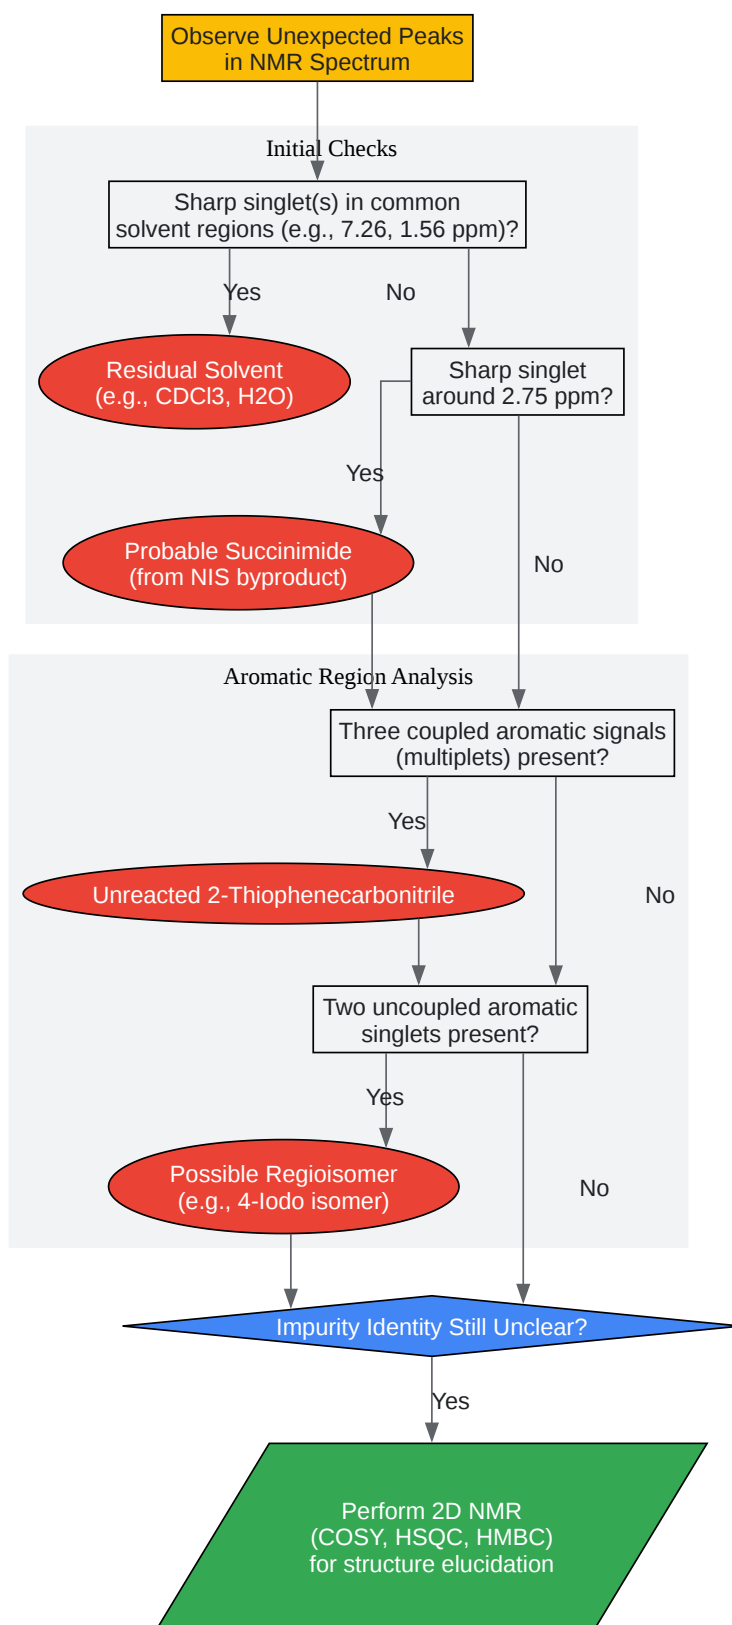 Observe Unexpected Peaks
in NMR Spectrum
Initial Checks
Sharp singlet(s) in common
solvent regions (e.g., 7.26, 1.56 ppm)?
Yes
No
Residual Solvent
(e.g., CDCl3, H2O)
Sharp singlet
around 2.75 ppm?
Yes
Probable Succinimide
(from NIS byproduct)
No
Aromatic Region Analysis
Three coupled aromatic signals
(multiplets) present?
Yes
Unreacted 2-Thiophenecarbonitrile
No
Two uncoupled aromatic
singlets present?
Yes
Possible Regioisomer
(e.g., 4-Iodo isomer)
No
Impurity Identity Still Unclear?
Yes
Perform 2D NMR
(COSY, HSQC, HMBC)
for structure elucidation